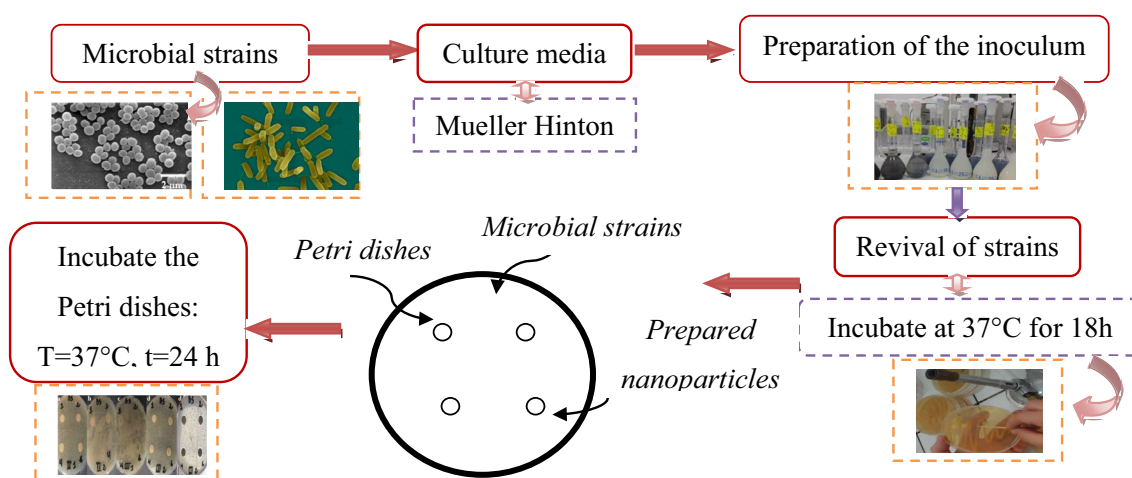 Microbial strains
Culture media
Preparation of the inoculum
Mueller Hinton
2 µm
Revival of strains
Incubate at 37°C for 18h
Microbial strains
Petri dishes
Prepared
nanoparticles
Incubate the
Petri dishes:
T=37°C, t=24 h